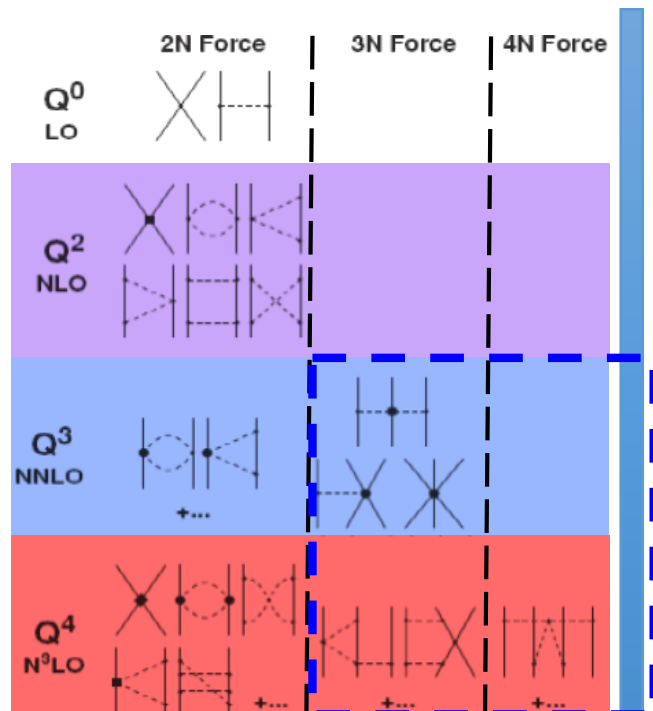 2N Force 3N Force 4N Force
Q⁰
LO
Q²
NLO
Q³
NNLO
+...
Q⁴
N³LO
+... +... +...